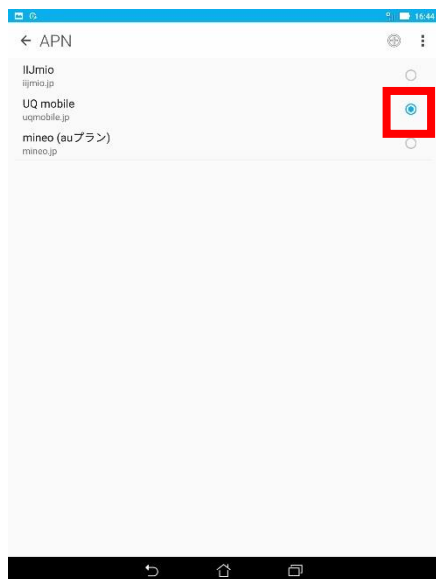 16:44
APN
IIJmio
iijmio.jp
UQ mobile
uqmobile.jp
mineo (auプラン)
mineo.jp